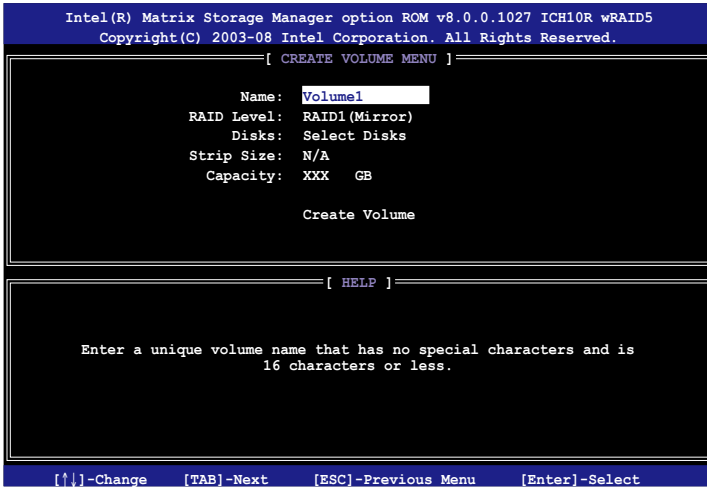 Intel(R) Matrix Storage Manager option ROM v8.0.0.1027 ICH10R wRAID5
Copyright(C) 2003-08 Intel Corporation. All Rights Reserved.
[ CREATE VOLUME MENU ]
Name: Volume1
RAID Level: RAID1(Mirror)
Disks: Select Disks
Strip Size: N/A
Capacity: XXX GB
Create Volume
[ HELP ]
Enter a unique volume name that has no special characters and is
16 characters or less.
[↑↓]-Change [TAB]-Next [ESC]-Previous Menu [Enter]-Select